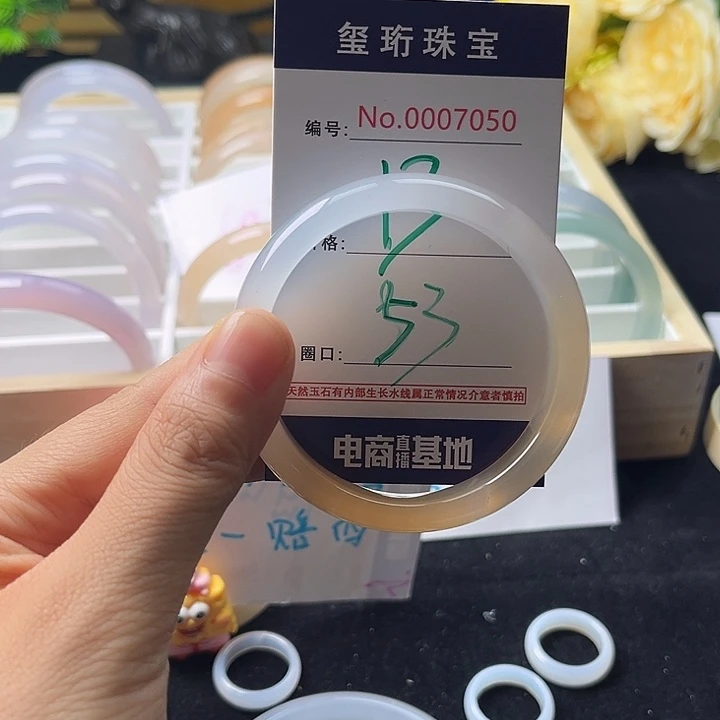 玺珩珠宝
编号: No.0007050
格: 17
圈口: 53
天然玉石有内部生长水线属正常情况介意者慎拍
电商直播基地